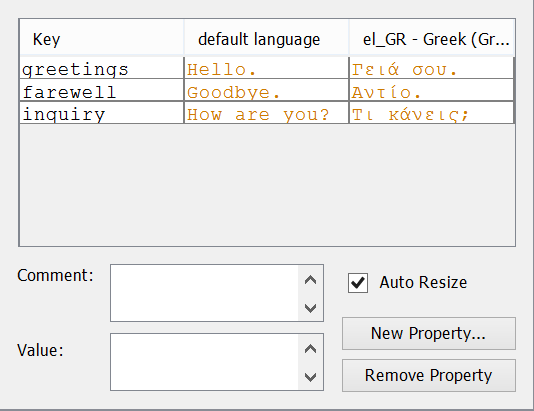 Key default language el_GR - Greek (Gr...
greetings Hello. Γειά σου.
farewell Goodbye. Αντίο.
inquiry How are you? Τι κάνεις;
Comment:
Auto Resize
New Property...
Value:
Remove Property